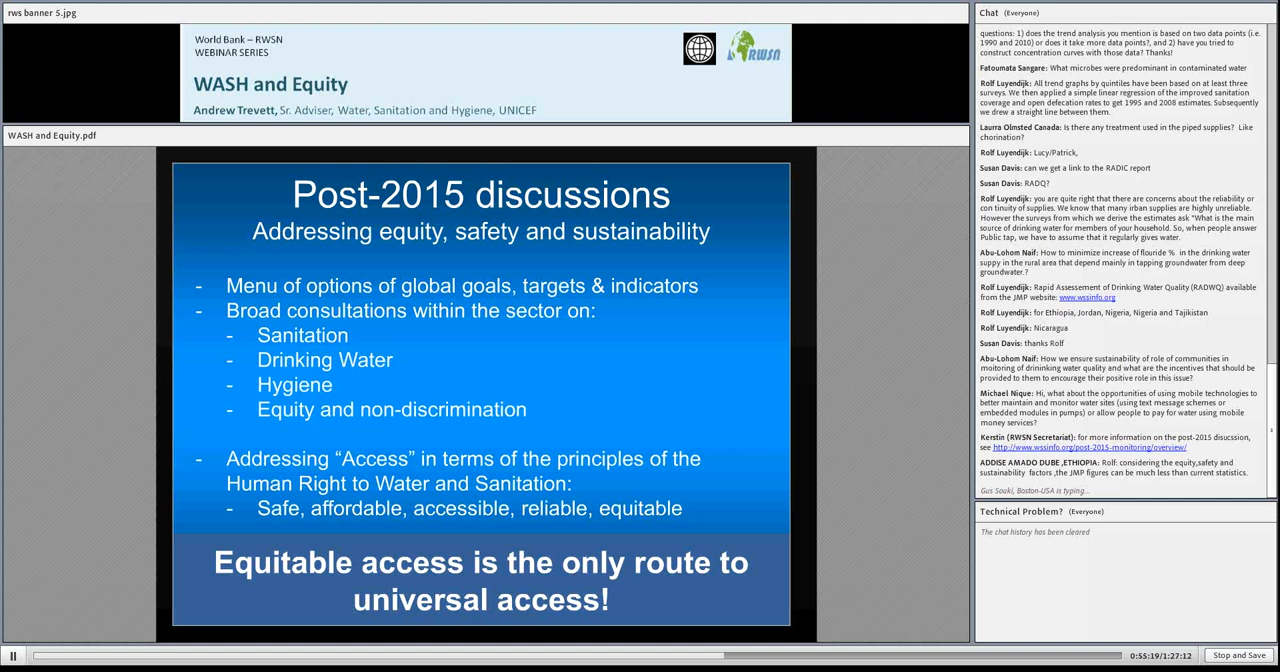 rws banner 5.jpg
World Bank – RWSN
WEBINAR SERIES
RWSN
WASH and Equity
Andrew Trevett, Sr. Adviser, Water, Sanitation and Hygiene, UNICEF
WASH and Equity.pdf
Post-2015 discussions
Addressing equity, safety and sustainability
- Menu of options of global goals, targets & indicators
- Broad consultations within the sector on:
- Sanitation
- Drinking Water
- Hygiene
- Equity and non-discrimination
- Addressing “Access” in terms of the principles of the
Human Right to Water and Sanitation:
- Safe, affordable, accessible, reliable, equitable
Equitable access is the only route to
universal access!
Chat (Everyone)
questions: 1) does the trend analysis you mention is based on two data points (i.e.
1990 and 2010) or does it take more data points?, and 2) have you tried to
construct concentration curves with those data? Thanks!
Fatoumata Sangare: What microbes were predominant in contaminated water
Rolf Luyendijk: All trend graphs by quintiles have been based on at least three
surveys. We then applied a simple linear regression of the improved sanitation
coverage and open defecation rates to get 1995 and 2008 estimates. Subsequently
we drew a straight line between them.
Laurra Olmsted Canada: Is there any treatment used in the piped supplies? Like
chorination?
Rolf Luyendijk: Lucy/Patrick,
Susan Davis: can we get a link to the RADIC report
Susan Davis: RADQ?
Rolf Luyendijk: you are quite right that there are concerns about the reliability or
con tinuity of supplies. We know that many irban supplies are highly unreliable.
However the surveys from which we derive the estimates ask "What is the main
source of drinking water for members of your household. So, when people answer
Public tap, we have to assume that it regularly gives water.
Abu-Lohom Naif: How to minimize increase of flouride % in the drinking water
suppy in the rural area that depend mainly in tapping groundwater from deep
groundwater.?
Rolf Luyendijk: Rapid Assessment of Drinking Water Quality (RADWQ) available
from the JMP website: www.wssinfo.org
Rolf Luyendijk: for Ethiopia, Jordan, Nigeria, Nigeria and Tajikistan
Rolf Luyendijk: Nicaragua
Susan Davis: thanks Rolf
Abu-Lohom Naif: How we ensure sustainability of role of communities in
moitoring of drininking water quality and what are the incentives that should be
provided to them to encourage their positive role in this issue?
Michael Nique: Hi, what about the opportunities of using mobile technologies to
better maintain and monitor water sites (using text message schemes or
embedded modules in pumps) or allow people to pay for water using mobile
money services?
Kerstin (RWSN Secretariat): for more information on the post-2015 disucssion,
see http://www.wssinfo.org/post-2015-monitoring/overview/
ADDISE AMADO DUBE ,ETHIOPIA: Rolf: considering the equity,safety and
sustainability factors ,the JMP figures can be much less than current statistics.
Gus Souki, Boston-USA is typing...
Technical Problem? (Everyone)
The chat history has been cleared
0:55:19/1:27:12
Stop and Save